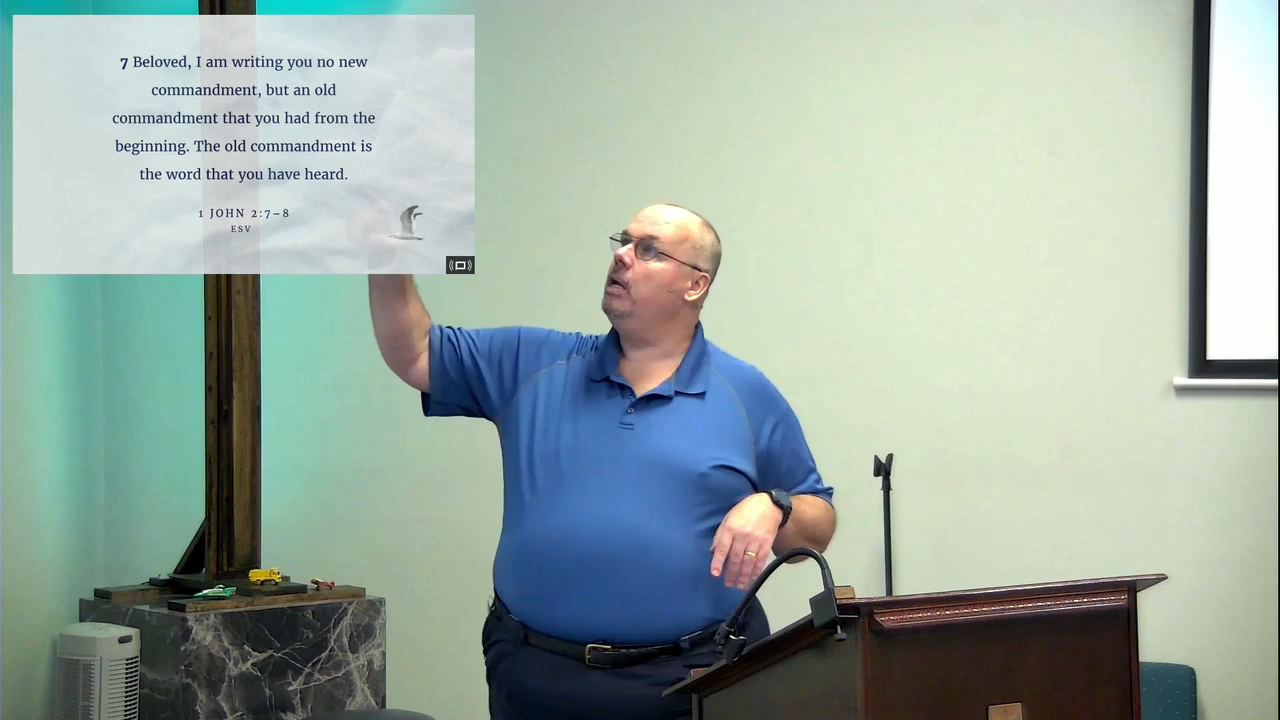 7 Beloved, I am writing you no new
commandment, but an old
commandment that you had from the
beginning. The old commandment is
the word that you have heard.
1 JOHN 2:7–8
ESV